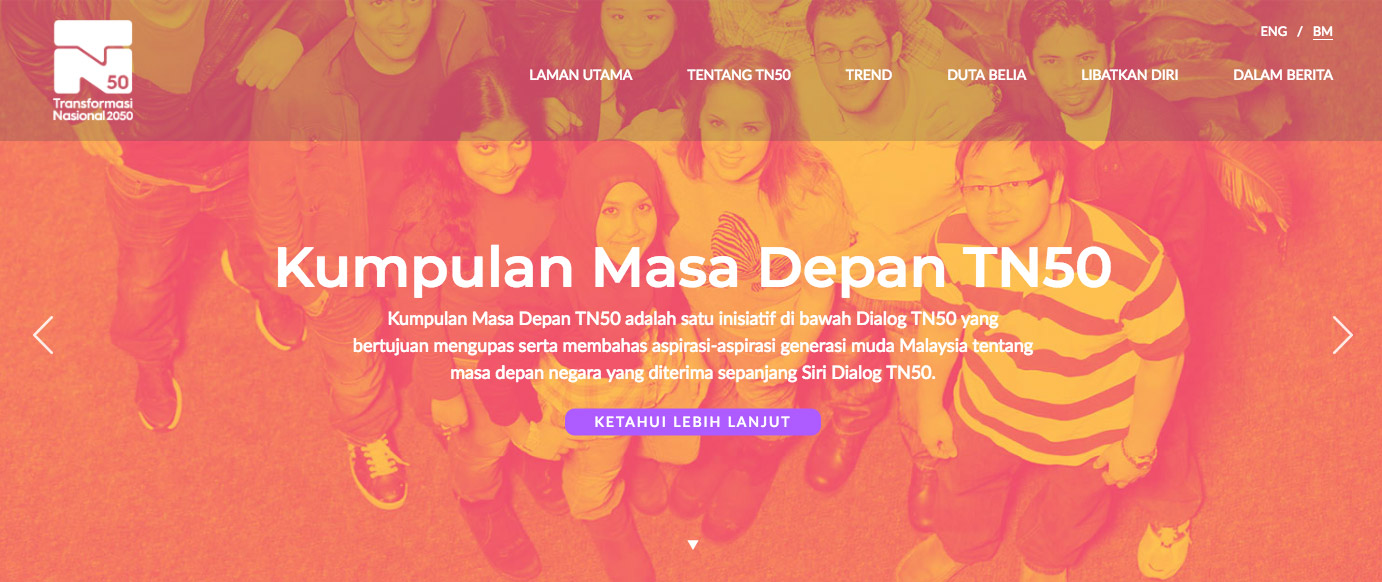 N
50
Transformasi
Nasional 2050
ENG / BM
LAMAN UTAMA TENTANG TN50 TREND DUTA BELIA LIBATKAN DIRI DALAM BERITA
Kumpulan Masa Depan TN50
Kumpulan Masa Depan TN50 adalah satu inisiatif di bawah Dialog TN50 yang
bertujuan mengupas serta membahas aspirasi-aspirasi generasi muda Malaysia tentang
masa depan negara yang diterima sepanjang Siri Dialog TN50.
KETAHUI LEBIH LANJUT